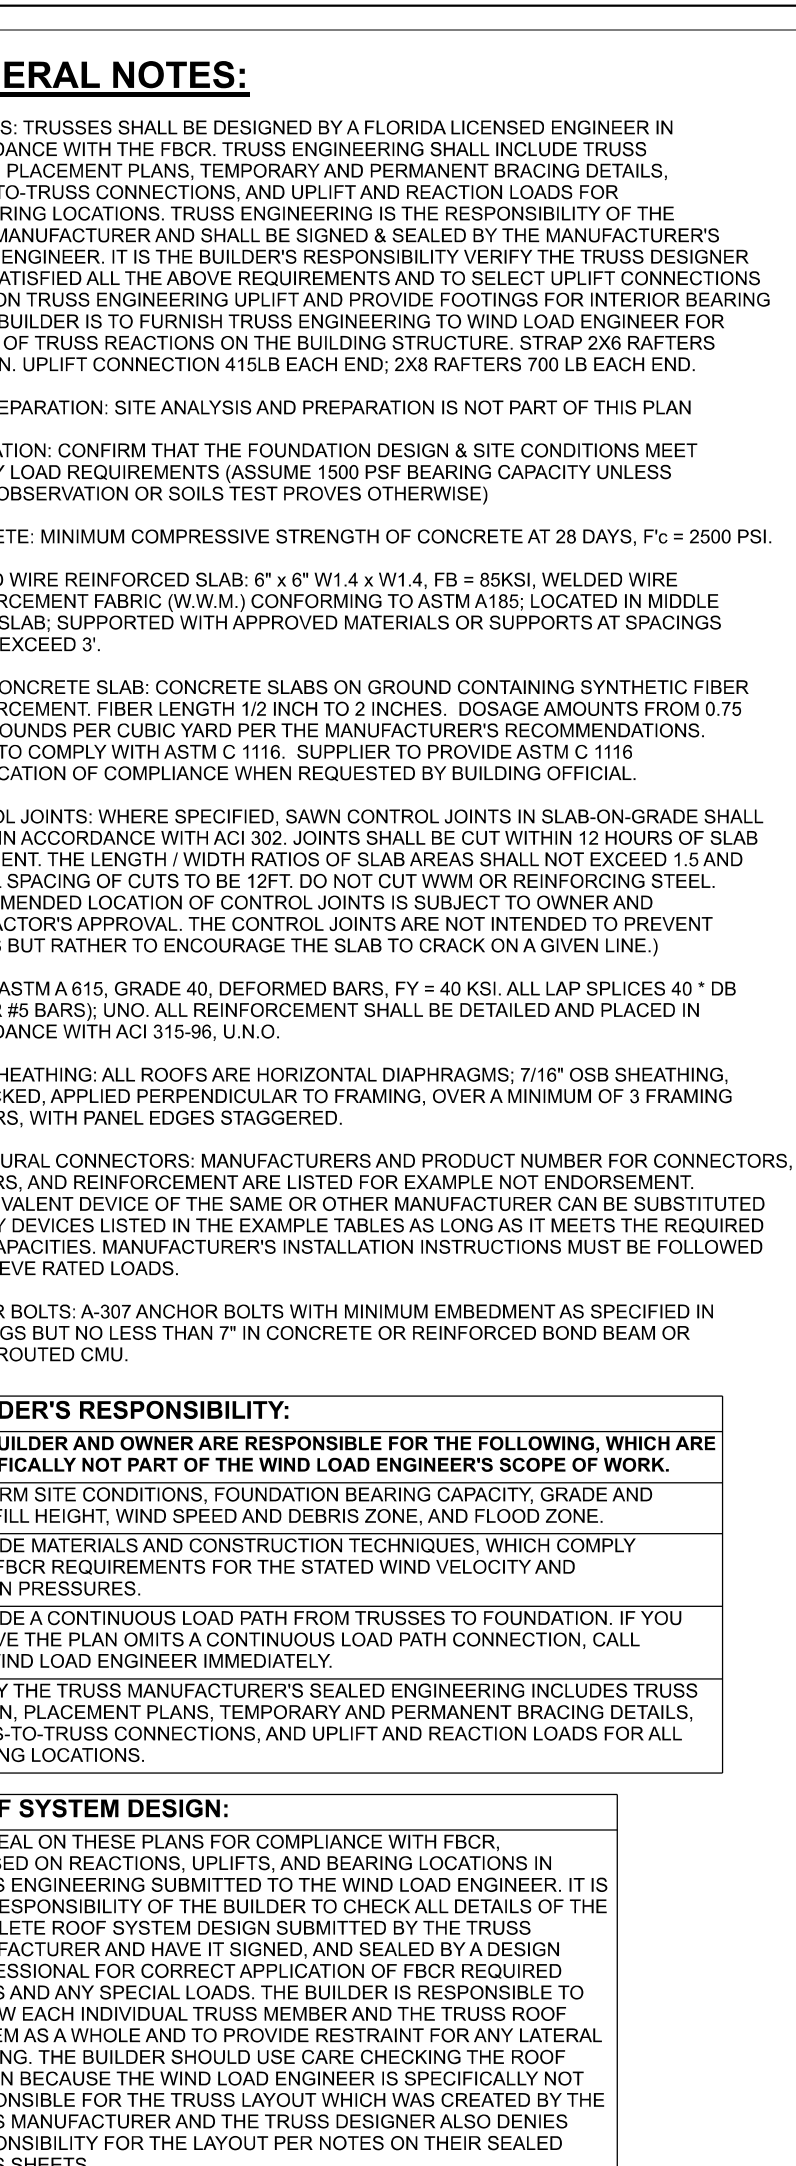 ERAL NOTES:
S: TRUSSES SHALL BE DESIGNED BY A FLORIDA LICENSED ENGINEER IN
DANCE WITH THE FBCR. TRUSS ENGINEERING SHALL INCLUDE TRUSS
, PLACEMENT PLANS, TEMPORARY AND PERMANENT BRACING DETAILS,
TO-TRUSS CONNECTIONS, AND UPLIFT AND REACTION LOADS FOR
RING LOCATIONS. TRUSS ENGINEERING IS THE RESPONSIBILITY OF THE
MANUFACTURER AND SHALL BE SIGNED & SEALED BY THE MANUFACTURER'S
ENGINEER. IT IS THE BUILDER'S RESPONSIBILITY VERIFY THE TRUSS DESIGNER
ATISFIED ALL THE ABOVE REQUIREMENTS AND TO SELECT UPLIFT CONNECTIONS
ON TRUSS ENGINEERING UPLIFT AND PROVIDE FOOTINGS FOR INTERIOR BEARING
BUILDER IS TO FURNISH TRUSS ENGINEERING TO WIND LOAD ENGINEER FOR
OF TRUSS REACTIONS ON THE BUILDING STRUCTURE. STRAP 2X6 RAFTERS
N. UPLIFT CONNECTION 415LB EACH END; 2X8 RAFTERS 700 LB EACH END.
EPARATION: SITE ANALYSIS AND PREPARATION IS NOT PART OF THIS PLAN
ATION: CONFIRM THAT THE FOUNDATION DESIGN & SITE CONDITIONS MEET
Y LOAD REQUIREMENTS (ASSUME 1500 PSF BEARING CAPACITY UNLESS
OBSERVATION OR SOILS TEST PROVES OTHERWISE)
ETE: MINIMUM COMPRESSIVE STRENGTH OF CONCRETE AT 28 DAYS, F'c = 2500 PSI.
D WIRE REINFORCED SLAB: 6" x 6" W1.4 x W1.4, FB = 85KSI, WELDED WIRE
RCEMENT FABRIC (W.W.M.) CONFORMING TO ASTM A185; LOCATED IN MIDDLE
SLAB; SUPPORTED WITH APPROVED MATERIALS OR SUPPORTS AT SPACINGS
EXCEED 3'.
ONCRETE SLAB: CONCRETE SLABS ON GROUND CONTAINING SYNTHETIC FIBER
RCEMENT. FIBER LENGTH 1/2 INCH TO 2 INCHES.  DOSAGE AMOUNTS FROM 0.75
OUNDS PER CUBIC YARD PER THE MANUFACTURER'S RECOMMENDATIONS.
TO COMPLY WITH ASTM C 1116.  SUPPLIER TO PROVIDE ASTM C 1116
CATION OF COMPLIANCE WHEN REQUESTED BY BUILDING OFFICIAL.
OL JOINTS: WHERE SPECIFIED, SAWN CONTROL JOINTS IN SLAB-ON-GRADE SHALL
IN ACCORDANCE WITH ACI 302. JOINTS SHALL BE CUT WITHIN 12 HOURS OF SLAB
ENT. THE LENGTH / WIDTH RATIOS OF SLAB AREAS SHALL NOT EXCEED 1.5 AND
L SPACING OF CUTS TO BE 12FT. DO NOT CUT WWM OR REINFORCING STEEL.
MENDED LOCATION OF CONTROL JOINTS IS SUBJECT TO OWNER AND
ACTOR'S APPROVAL. THE CONTROL JOINTS ARE NOT INTENDED TO PREVENT
S BUT RATHER TO ENCOURAGE THE SLAB TO CRACK ON A GIVEN LINE.)
ASTM A 615, GRADE 40, DEFORMED BARS, FY = 40 KSI. ALL LAP SPLICES 40 * DB
R #5 BARS); UNO. ALL REINFORCEMENT SHALL BE DETAILED AND PLACED IN
DANCE WITH ACI 315-96, U.N.O.
HEATHING: ALL ROOFS ARE HORIZONTAL DIAPHRAGMS; 7/16" OSB SHEATHING,
CKED, APPLIED PERPENDICULAR TO FRAMING, OVER A MINIMUM OF 3 FRAMING
RS, WITH PANEL EDGES STAGGERED.
URAL CONNECTORS: MANUFACTURERS AND PRODUCT NUMBER FOR CONNECTORS,
RS, AND REINFORCEMENT ARE LISTED FOR EXAMPLE NOT ENDORSEMENT.
IVALENT DEVICE OF THE SAME OR OTHER MANUFACTURER CAN BE SUBSTITUTED
Y DEVICES LISTED IN THE EXAMPLE TABLES AS LONG AS IT MEETS THE REQUIRED
APACITIES. MANUFACTURER'S INSTALLATION INSTRUCTIONS MUST BE FOLLOWED
IEVE RATED LOADS.
R BOLTS: A-307 ANCHOR BOLTS WITH MINIMUM EMBEDMENT AS SPECIFIED IN
GS BUT NO LESS THAN 7" IN CONCRETE OR REINFORCED BOND BEAM OR
ROUTED CMU.
DER'S RESPONSIBILITY:
UILDER AND OWNER ARE RESPONSIBLE FOR THE FOLLOWING, WHICH ARE
FICALLY NOT PART OF THE WIND LOAD ENGINEER'S SCOPE OF WORK.
RM SITE CONDITIONS, FOUNDATION BEARING CAPACITY, GRADE AND
FILL HEIGHT, WIND SPEED AND DEBRIS ZONE, AND FLOOD ZONE.
DE MATERIALS AND CONSTRUCTION TECHNIQUES, WHICH COMPLY
FBCR REQUIREMENTS FOR THE STATED WIND VELOCITY AND
N PRESSURES.
DE A CONTINUOUS LOAD PATH FROM TRUSSES TO FOUNDATION. IF YOU
VE THE PLAN OMITS A CONTINUOUS LOAD PATH CONNECTION, CALL
WIND LOAD ENGINEER IMMEDIATELY.
Y THE TRUSS MANUFACTURER'S SEALED ENGINEERING INCLUDES TRUSS
N, PLACEMENT PLANS, TEMPORARY AND PERMANENT BRACING DETAILS,
S-TO-TRUSS CONNECTIONS, AND UPLIFT AND REACTION LOADS FOR ALL
NG LOCATIONS.
F SYSTEM DESIGN:
EAL ON THESE PLANS FOR COMPLIANCE WITH FBCR,
SED ON REACTIONS, UPLIFTS, AND BEARING LOCATIONS IN
S ENGINEERING SUBMITTED TO THE WIND LOAD ENGINEER. IT IS
ESPONSIBILITY OF THE BUILDER TO CHECK ALL DETAILS OF THE
LETE ROOF SYSTEM DESIGN SUBMITTED BY THE TRUSS
FACTURER AND HAVE IT SIGNED, AND SEALED BY A DESIGN
ESSIONAL FOR CORRECT APPLICATION OF FBCR REQUIRED
S AND ANY SPECIAL LOADS. THE BUILDER IS RESPONSIBLE TO
W EACH INDIVIDUAL TRUSS MEMBER AND THE TRUSS ROOF
EM AS A WHOLE AND TO PROVIDE RESTRAINT FOR ANY LATERAL
NG. THE BUILDER SHOULD USE CARE CHECKING THE ROOF
N BECAUSE THE WIND LOAD ENGINEER IS SPECIFICALLY NOT
ONSIBLE FOR THE TRUSS LAYOUT WHICH WAS CREATED BY THE
S MANUFACTURER AND THE TRUSS DESIGNER ALSO DENIES
ONSIBILITY FOR THE LAYOUT PER NOTES ON THEIR SEALED
S SHEETS.